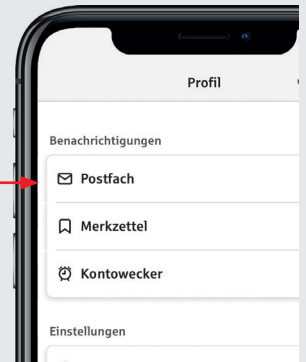 Profil
Benachrichtigungen
Postfach
Merkzettel
Kontowecker
Einstellungen